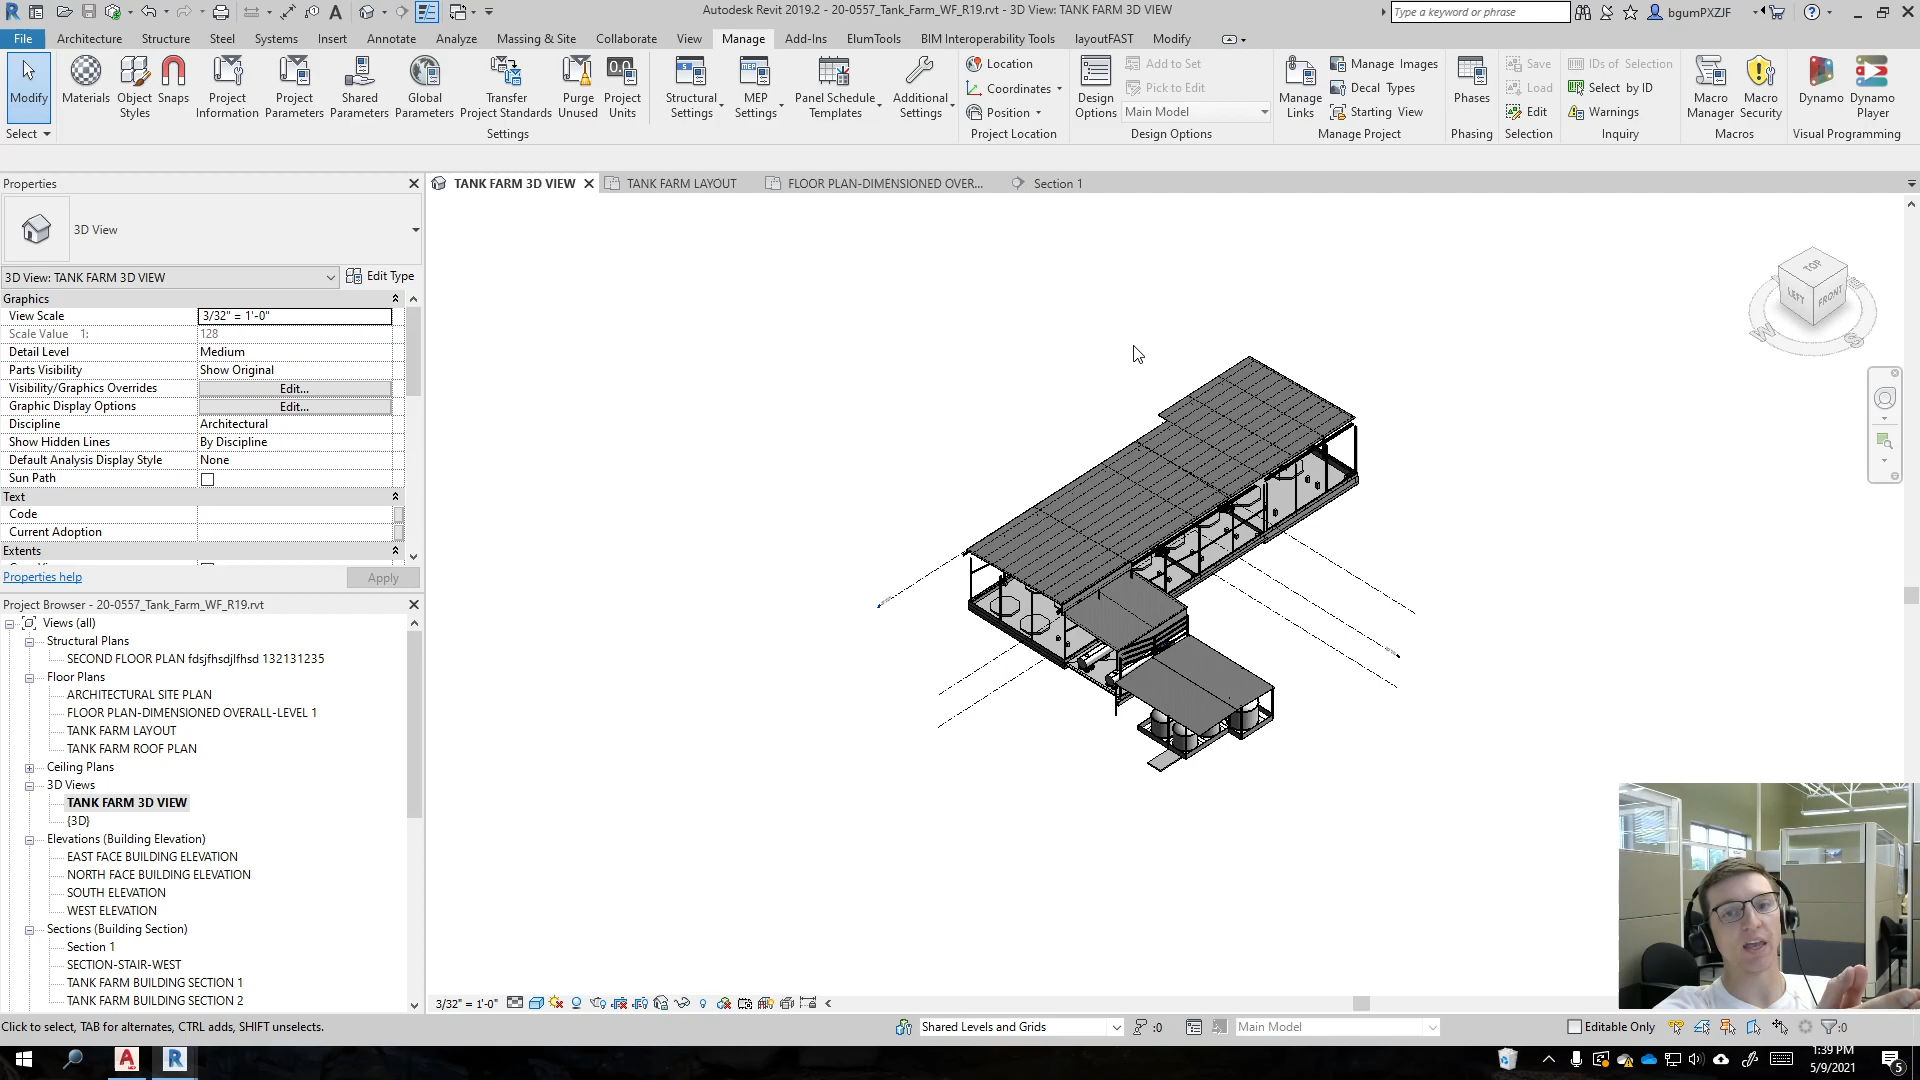 Autodesk Revit 2019.2 - 20-0557_Tank_Farm_WF_R19.rvt - 3D View: TANK FARM 3D VIEW
Type a keyword or phrase
bgumPXZJF
File Architecture Structure Steel Systems Insert Annotate Analyze Massing & Site Collaborate View Manage Add-Ins ElumTools BIM Interoperability Tools layoutFAST Modify
Modify
Select
Materials
Object Styles
Snaps
Project Information
Project Parameters
Shared Parameters
Global Parameters
Transfer Project Standards
Purge Unused
Project Units
Settings
Structural Settings
MEP Settings
Panel Schedule Templates
Additional Settings
Location
Coordinates
Position
Project Location
Design Options
Add to Set
Pick to Edit
Main Model
Design Options
Manage Links
Manage Images
Decal Types
Starting View
Manage Project
Phases
Phasing
Save
Load
Edit
Selection
IDs of Selection
Select by ID
Warnings
Inquiry
Macro Manager
Macro Security
Macros
Dynamo
Dynamo Player
Visual Programming
Properties
3D View
3D View: TANK FARM 3D VIEW
Edit Type
Graphics
View Scale 3/32" = 1'-0"
Scale Value 1: 128
Detail Level Medium
Parts Visibility Show Original
Visibility/Graphics Overrides Edit...
Graphic Display Options Edit...
Discipline Architectural
Show Hidden Lines By Discipline
Default Analysis Display Style None
Sun Path
Text
Code
Current Adoption
Extents
Properties help
Apply
Project Browser - 20-0557_Tank_Farm_WF_R19.rvt
Views (all)
Structural Plans
SECOND FLOOR PLAN fdsjfhsdjlfhsd 132131235
Floor Plans
ARCHITECTURAL SITE PLAN
FLOOR PLAN-DIMENSIONED OVERALL-LEVEL 1
TANK FARM LAYOUT
TANK FARM ROOF PLAN
Ceiling Plans
3D Views
TANK FARM 3D VIEW
{3D}
Elevations (Building Elevation)
EAST FACE BUILDING ELEVATION
NORTH FACE BUILDING ELEVATION
SOUTH ELEVATION
WEST ELEVATION
Sections (Building Section)
Section 1
SECTION-STAIR-WEST
TANK FARM BUILDING SECTION 1
TANK FARM BUILDING SECTION 2
TANK FARM 3D VIEW
TANK FARM LAYOUT
FLOOR PLAN-DIMENSIONED OVER...
Section 1
TOP
LEFT
FRONT
W
S
3/32" = 1'-0"
Click to select, TAB for alternates, CTRL adds, SHIFT unselects.
Shared Levels and Grids
:0
Main Model
Editable Only
:0
1:39 PM
5/9/2021
5